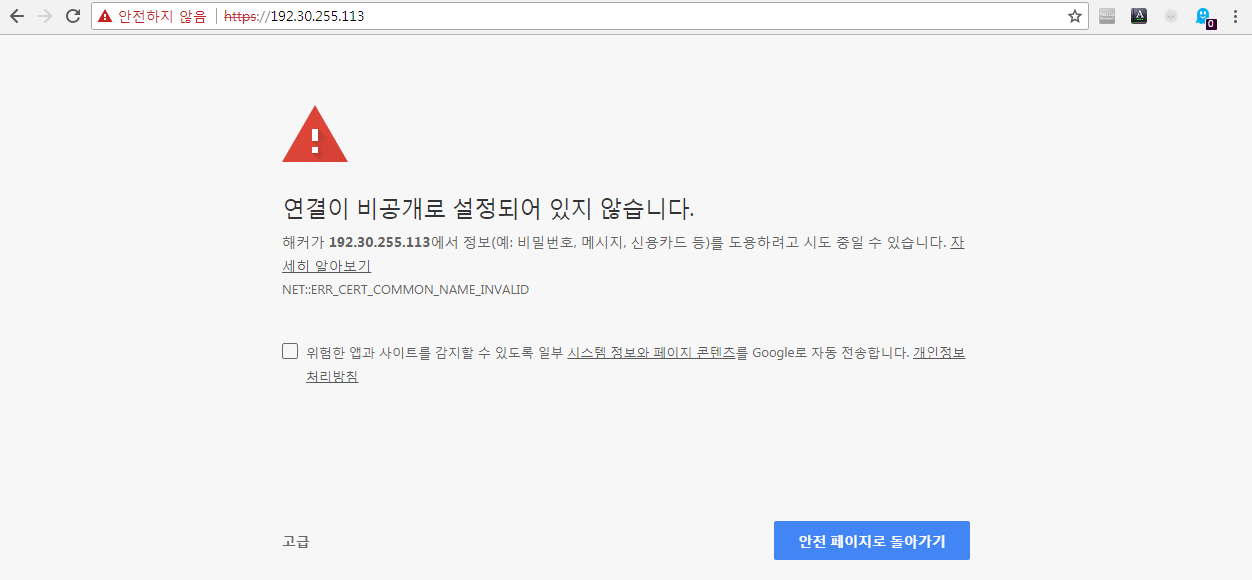 안전하지 않음 https://192.30.255.113
A
0
연결이 비공개로 설정되어 있지 않습니다.
해커가 192.30.255.113에서 정보(예: 비밀번호, 메시지, 신용카드 등)를 도용하려고 시도 중일 수 있습니다. 자
세히 알아보기
NET::ERR_CERT_COMMON_NAME_INVALID
위험한 앱과 사이트를 감지할 수 있도록 일부 시스템 정보와 페이지 콘텐츠를 Google로 자동 전송합니다. 개인정보
처리방침
고급
안전 페이지로 돌아가기